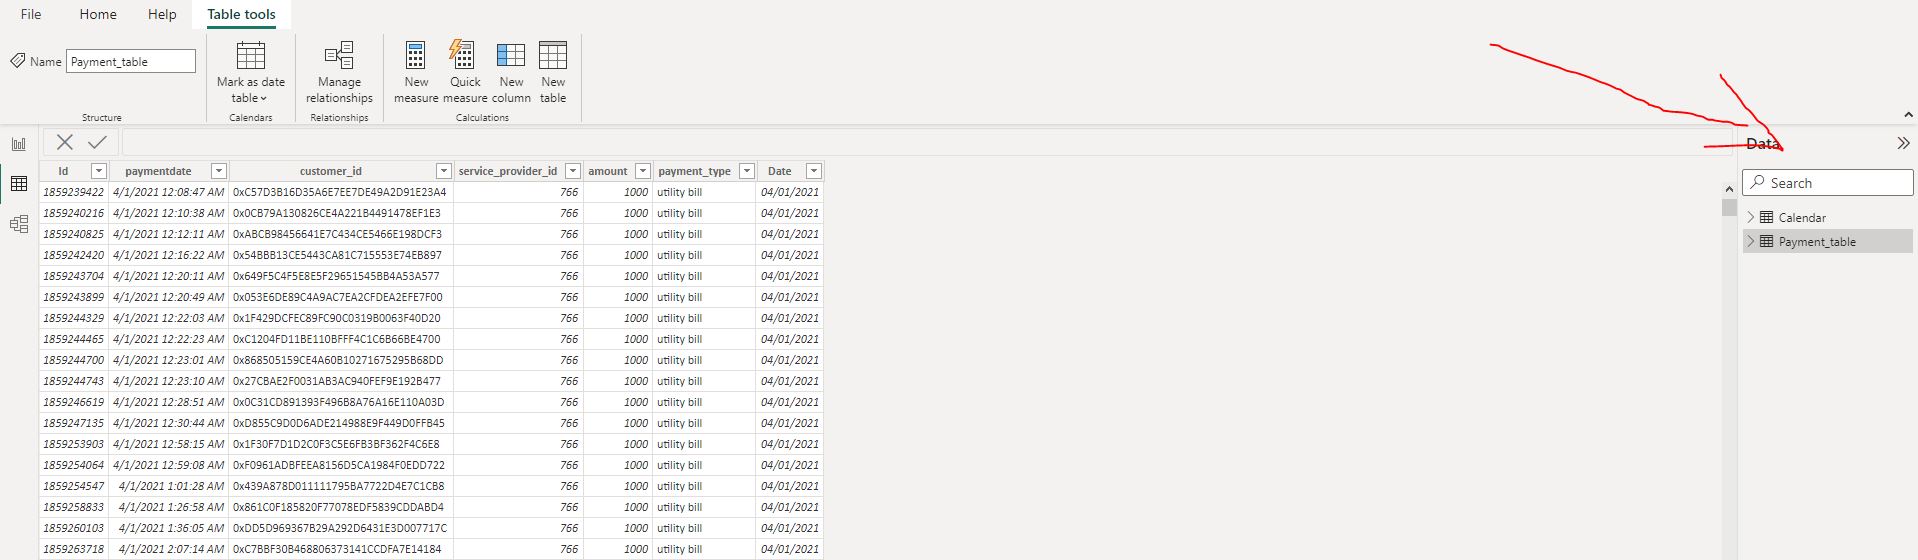 File Home Help Table tools
Name Payment_table
Mark as date table
Manage relationships
New measure
Quick measure
New column
New table
Structure Calendars Relationships Calculations
Data
Search
Calendar
Payment_table
Id paymentdate customer_id service_provider_id amount payment_type Date
1859239422 4/1/2021 12:08:47 AM 0xC57D3B16D35A6E7EE7DE49A2D91E23A4 766 1000 utility bill 04/01/2021
1859240216 4/1/2021 12:10:38 AM 0x0CB79A130826CE4A221B4491478EF1E3 766 1000 utility bill 04/01/2021
1859240825 4/1/2021 12:12:11 AM 0xABCB98456641E7C434CE5466E198DCF3 766 1000 utility bill 04/01/2021
1859242420 4/1/2021 12:16:22 AM 0x54BBB13CE5443CA81C715553E74EB897 766 1000 utility bill 04/01/2021
1859243704 4/1/2021 12:20:11 AM 0x649F5C4F5E8E5F29651545BB4A53A577 766 1000 utility bill 04/01/2021
1859243899 4/1/2021 12:20:49 AM 0x053E6DE89C4A9AC7EA2CFDEA2EFE7F00 766 1000 utility bill 04/01/2021
1859244329 4/1/2021 12:22:03 AM 0x1F429DCFEC89FC90C0319B0063F40D20 766 1000 utility bill 04/01/2021
1859244465 4/1/2021 12:22:23 AM 0xC1204FD11BE110BFFF4C1C6B66BE4700 766 1000 utility bill 04/01/2021
1859244700 4/1/2021 12:23:01 AM 0x868505159CE4A60B10271675295B68DD 766 1000 utility bill 04/01/2021
1859244743 4/1/2021 12:23:10 AM 0x27CBAE2F0031AB3AC940FEF9E192B477 766 1000 utility bill 04/01/2021
1859246619 4/1/2021 12:28:51 AM 0x0C31CD891393F496B8A76A16E110A03D 766 1000 utility bill 04/01/2021
1859247135 4/1/2021 12:30:44 AM 0xD855C9D0D6ADE214988E9F449D0FFB45 766 1000 utility bill 04/01/2021
1859253903 4/1/2021 12:58:15 AM 0x1F30F7D1D2C0F3C5E6FB3BF362F4C6E8 766 1000 utility bill 04/01/2021
1859254064 4/1/2021 12:59:08 AM 0xF0961ADBFEEA8156D5CA1984F0EDD722 766 1000 utility bill 04/01/2021
1859254547 4/1/2021 1:01:28 AM 0x439A878D011111795BA7722D4E7C1CB8 766 1000 utility bill 04/01/2021
1859258833 4/1/2021 1:26:58 AM 0x861C0F185820F77078EDF5839CDDABD4 766 1000 utility bill 04/01/2021
1859260103 4/1/2021 1:36:05 AM 0xDD5D969367B29A292D6431E3D007717C 766 1000 utility bill 04/01/2021
1859263718 4/1/2021 2:07:14 AM 0xC7BBF30B468806373141CCDFA7E14184 766 1000 utility bill 04/01/2021